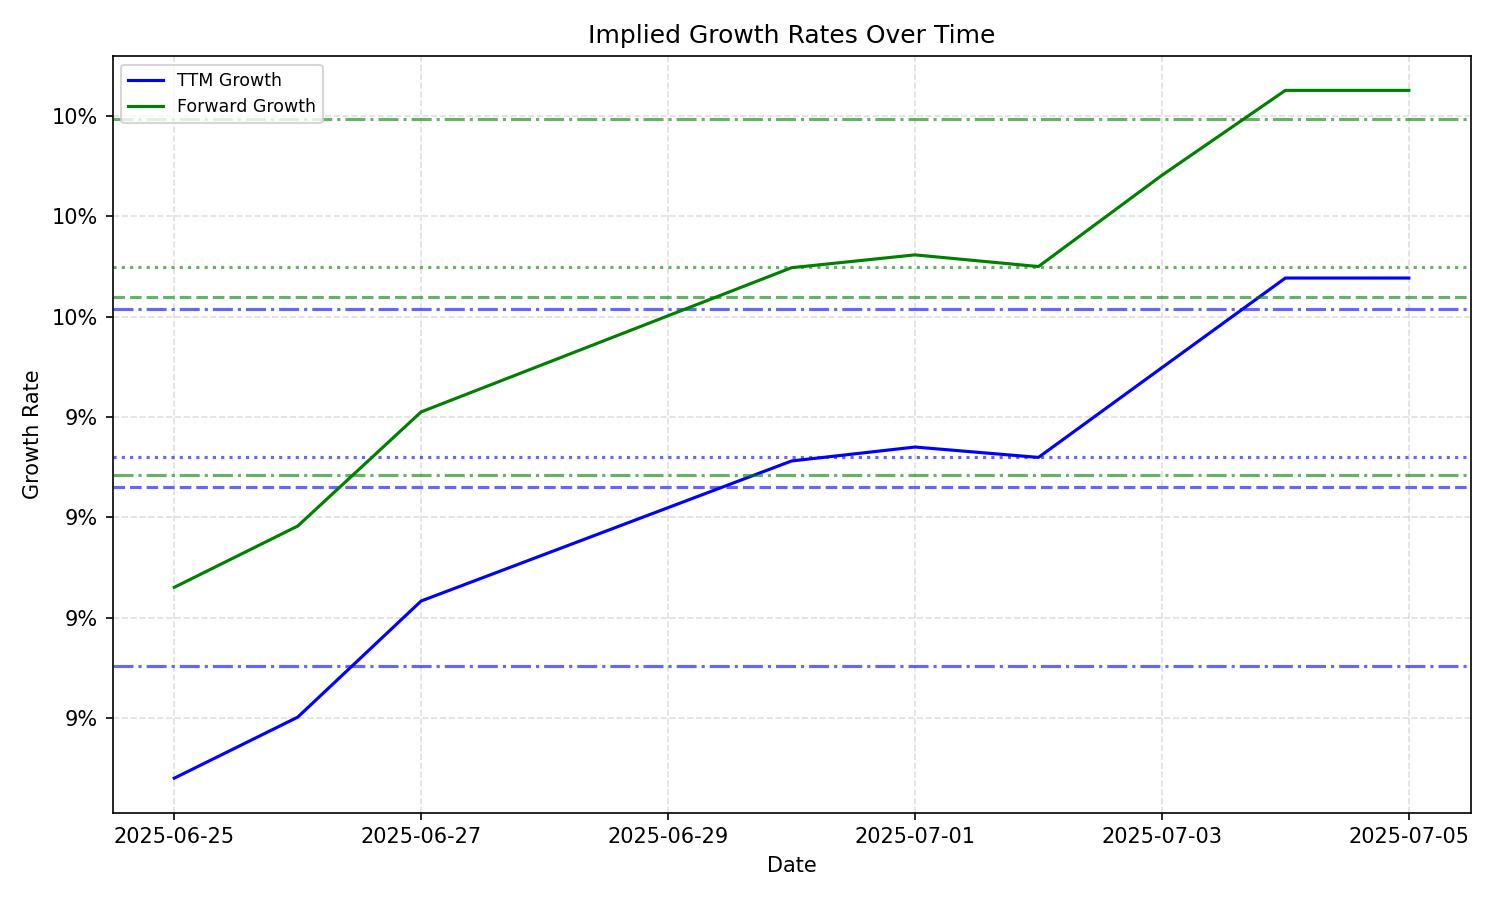 Implied Growth Rates Over Time
TTM Growth
Forward Growth
10%
10%
10%
9%
9%
9%
9%
Growth Rate
2025-06-25
2025-06-27
2025-06-29
2025-07-01
2025-07-03
2025-07-05
Date